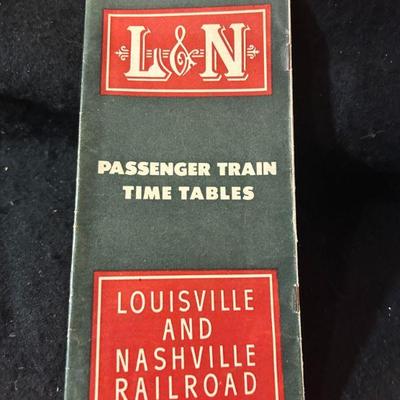 L&N
PASSENGER TRAIN
TIME TABLES
LOUISVILLE
AND
NASHVILLE
RAILROAD